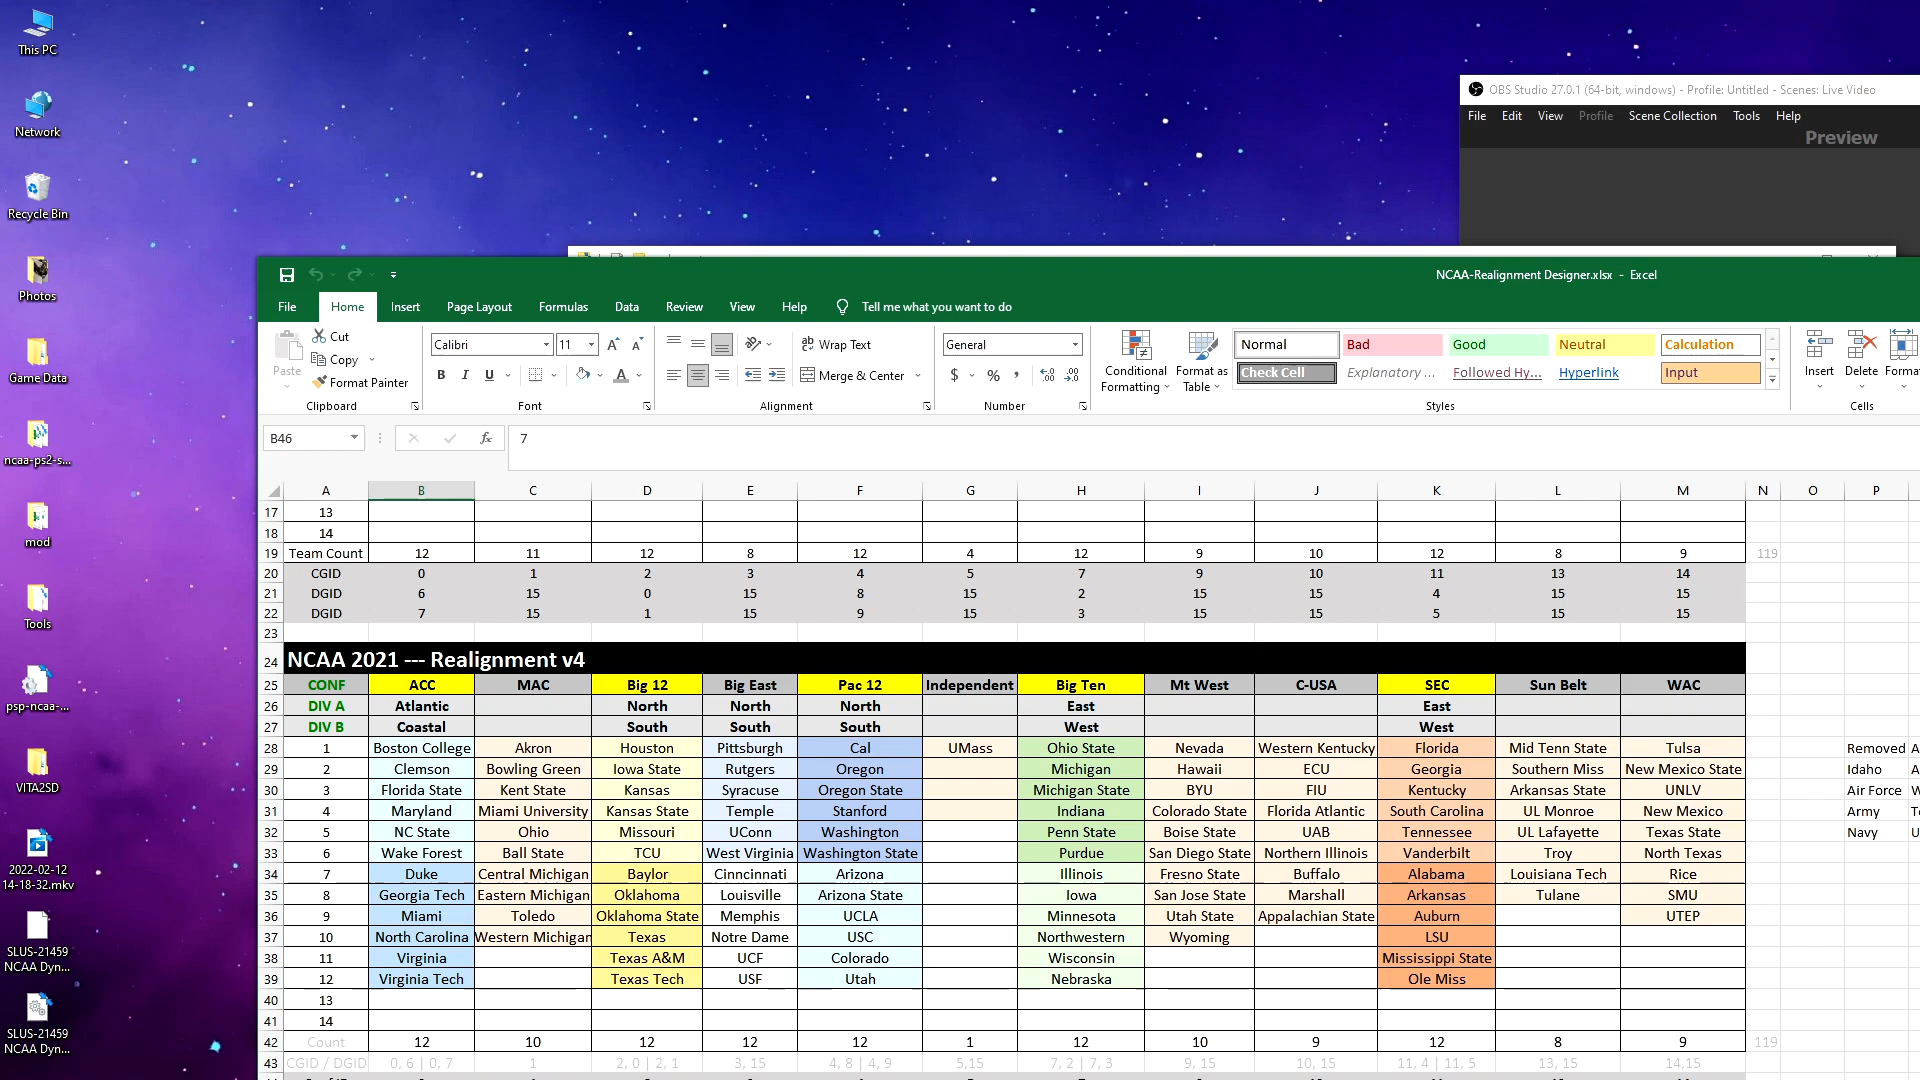 This PC
Network
Recycle Bin
Photos
Game Data
ncaa-ps2-s...
mod
Tools
psp-ncaa-...
VITA2SD
2022-02-12
14-18-32.mkv
SLUS-21459
NCAA Dyn...
SLUS-21459
NCAA Dyn...
OBS Studio 27.0.1 (64-bit, windows) - Profile: Untitled - Scenes: Live Video
File Edit View Profile Scene Collection Tools Help
Preview
NCAA-Realignment Designer.xlsx - Excel
File Home Insert Page Layout Formulas Data Review View Help Tell me what you want to do
Paste Cut Copy Format Painter Clipboard
Calibri 11 B I U A Font
ab Wrap Text Merge & Center Alignment
General $ % , Number
Conditional Formatting Format as Table
Normal Bad Good Neutral Calculation
Check Cell Explanatory ... Followed Hy... Hyperlink Input
Styles
Insert Delete Forma
Cells
B46 fx 7
A B C D E F G H I J K L M N O P
17 13
18 14
19 Team Count 12 11 12 8 12 4 12 9 10 12 8 9 119
20 CGID 0 1 2 3 4 5 7 9 10 11 13 14
21 DGID 6 15 0 15 8 15 2 15 15 4 15 15
22 DGID 7 15 1 15 9 15 3 15 15 5 15 15
23
24 NCAA 2021 --- Realignment v4
25 CONF ACC MAC Big 12 Big East Pac 12 Independent Big Ten Mt West C-USA SEC Sun Belt WAC
26 DIV A Atlantic North North North East East
27 DIV B Coastal South South South West West
28 1 Boston College Akron Houston Pittsburgh Cal UMass Ohio State Nevada Western Kentucky Florida Mid Tenn State Tulsa Removed A
29 2 Clemson Bowling Green Iowa State Rutgers Oregon Michigan Hawaii ECU Georgia Southern Miss New Mexico State Idaho A
30 3 Florida State Kent State Kansas Syracuse Oregon State Michigan State BYU FIU Kentucky Arkansas State UNLV Air Force W
31 4 Maryland Miami University Kansas State Temple Stanford Indiana Colorado State Florida Atlantic South Carolina UL Monroe New Mexico Army T
32 5 NC State Ohio Missouri UConn Washington Penn State Boise State UAB Tennessee UL Lafayette Texas State Navy U
33 6 Wake Forest Ball State TCU West Virginia Washington State Purdue San Diego State Northern Illinois Vanderbilt Troy North Texas
34 7 Duke Central Michigan Baylor Cinncinnati Arizona Illinois Fresno State Buffalo Alabama Louisiana Tech Rice
35 8 Georgia Tech Eastern Michigan Oklahoma Louisville Arizona State Iowa San Jose State Marshall Arkansas Tulane SMU
36 9 Miami Toledo Oklahoma State Memphis UCLA Minnesota Utah State Appalachian State Auburn UTEP
37 10 North Carolina Western Michigan Texas Notre Dame USC Northwestern Wyoming LSU
38 11 Virginia Texas A&M UCF Colorado Wisconsin Mississippi State
39 12 Virginia Tech Texas Tech USF Utah Nebraska Ole Miss
40 13
41 14
42 Count 12 10 12 12 12 1 12 10 9 12 8 9 119
43 CGID / DGID 0, 6 | 0, 7 1 2, 0 | 2, 1 3, 15 4, 8 | 4, 9 5,15 7, 2 | 7, 3 9, 15 10, 15 11, 4 | 11, 5 13, 15 14,15